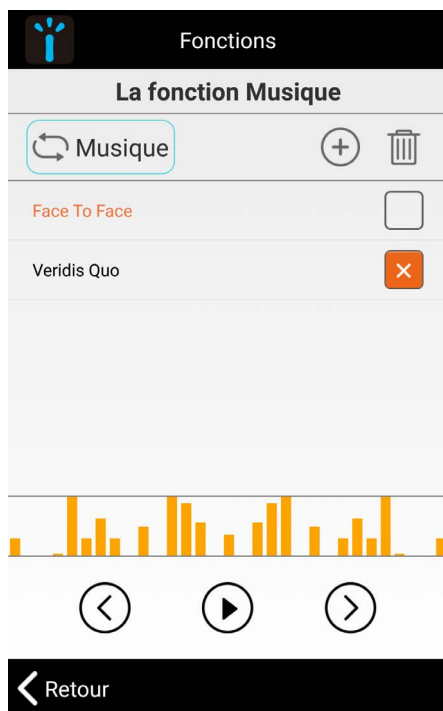 Fonctions
La fonction Musique
Musique
Face To Face
Veridis Quo
Retour